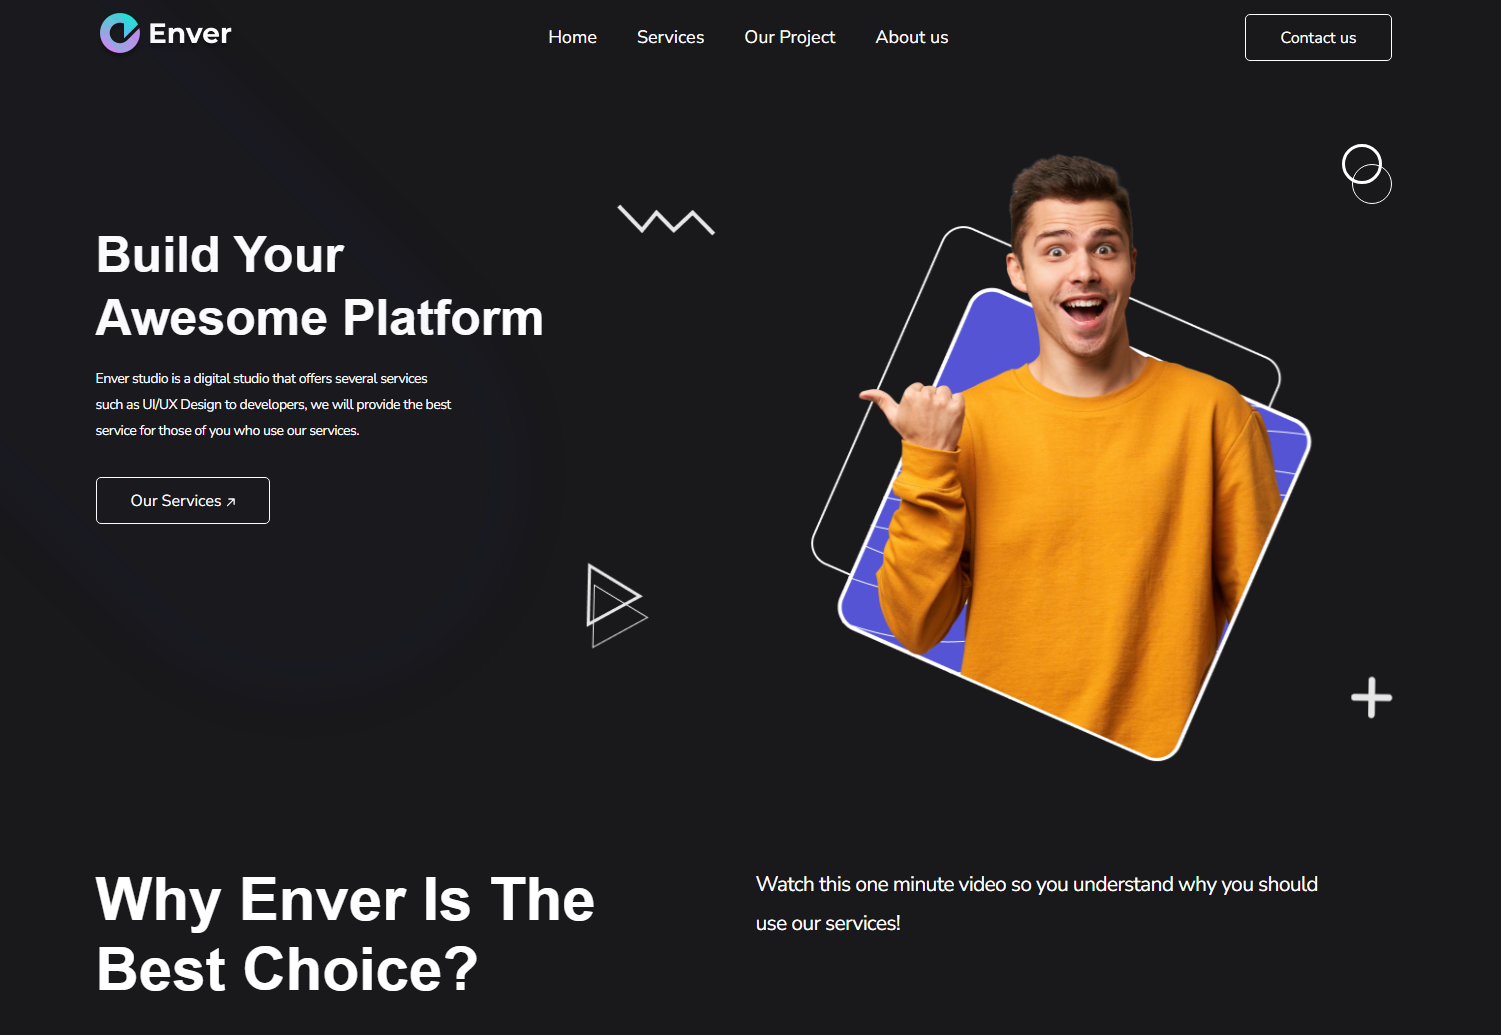 Enver
Home
Services
Our Project
About us
Contact us
Build Your
Awesome Platform
Enver studio is a digital studio that offers several services
such as UI/UX Design to developers, we will provide the best
service for those of you who use our services.
Our Services ↗
Why Enver Is The
Best Choice?
Watch this one minute video so you understand why you should
use our services!